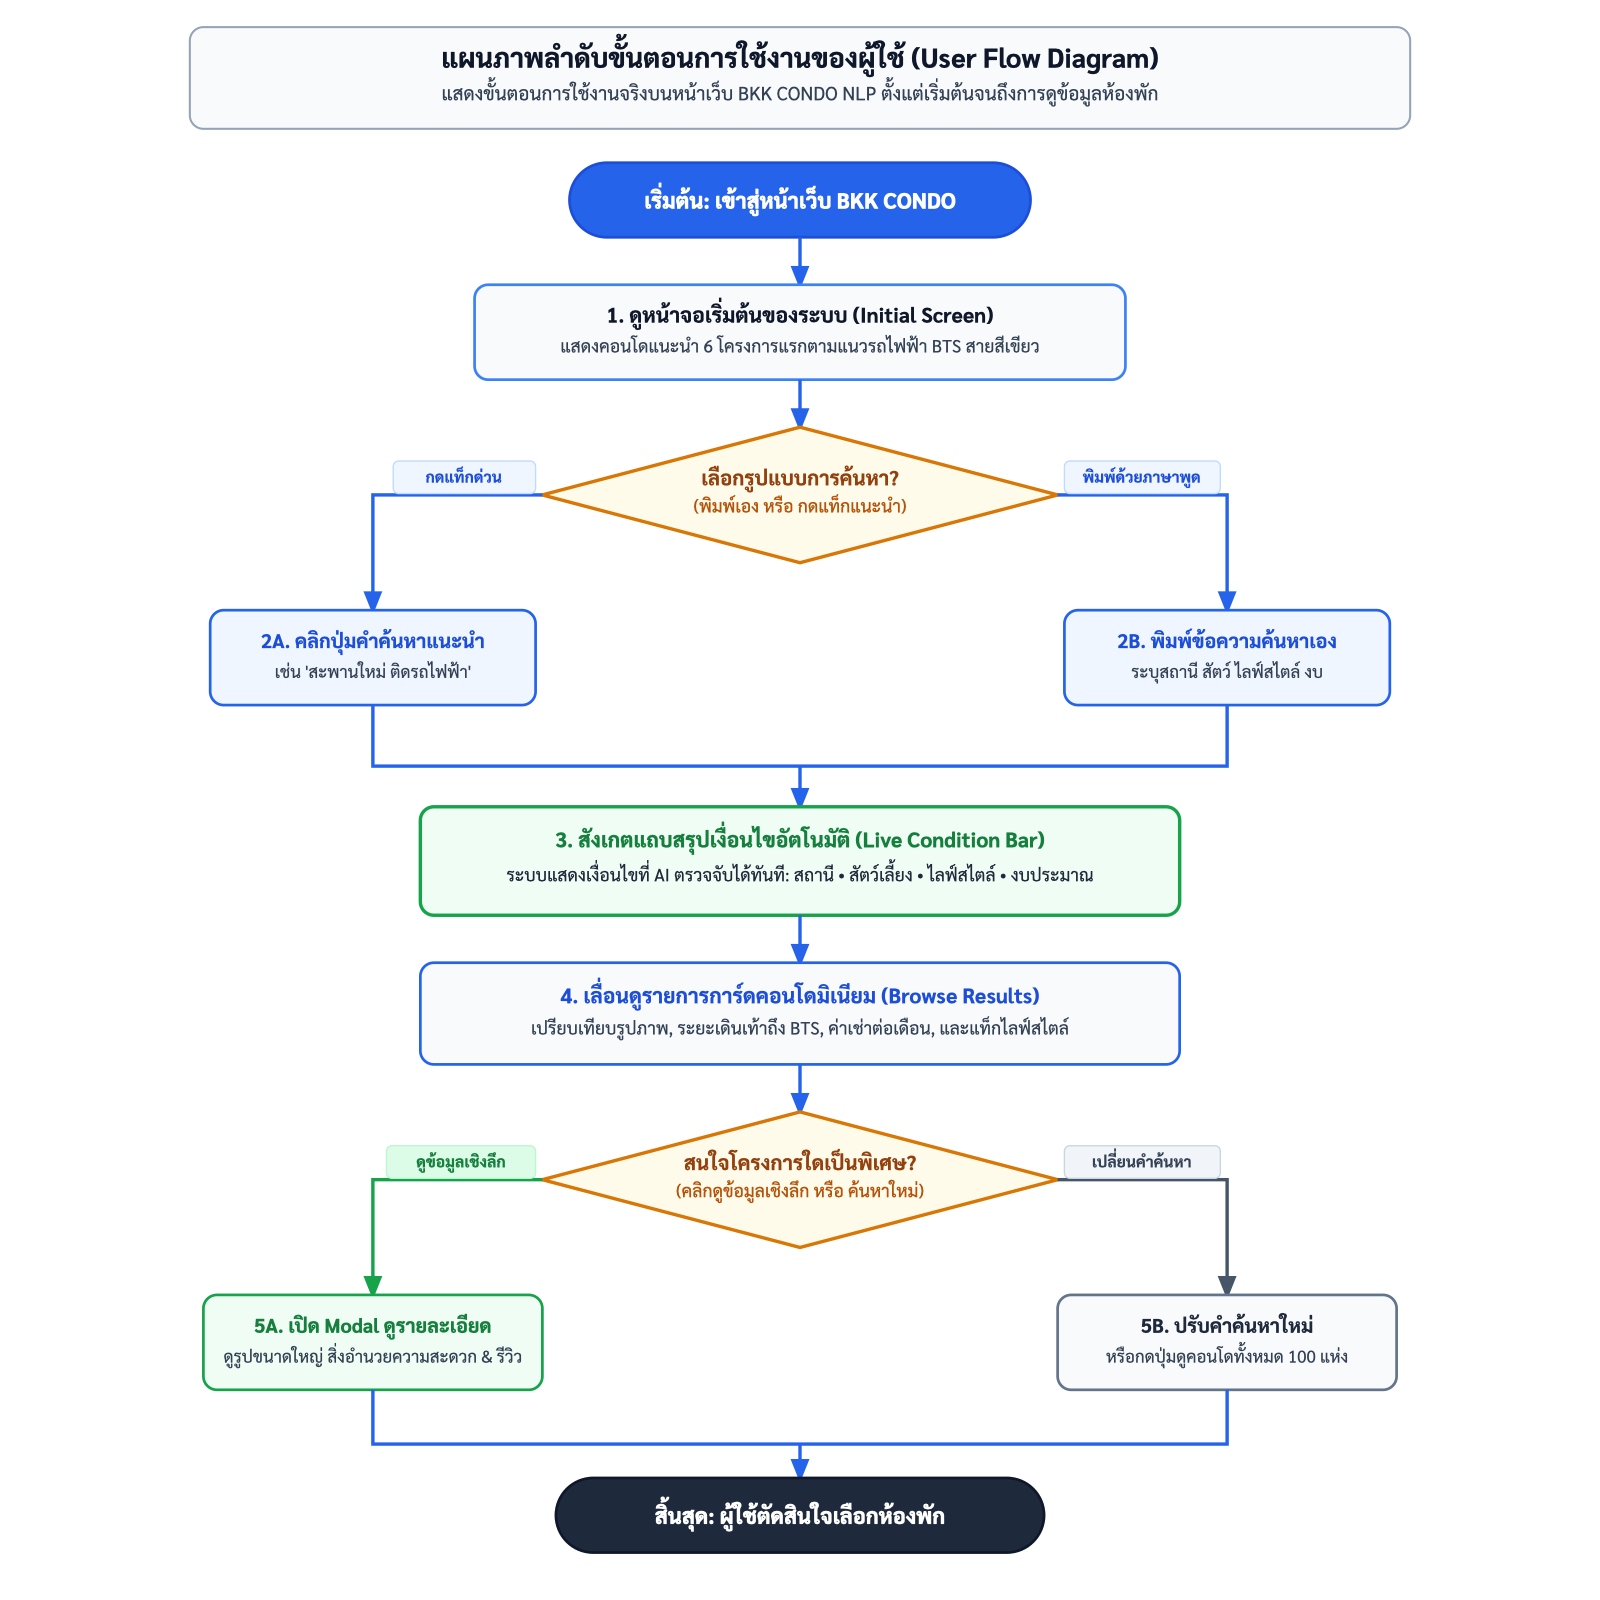 แผนภาพลำดับขั้นตอนการใช้งานของผู้ใช้ (User Flow Diagram)
แสดงขั้นตอนการใช้งานจริงบนหน้าเว็บ BKK CONDO NLP ตั้งแต่เริ่มต้นจนถึงการดูข้อมูลห้องพัก
เริ่มต้น: เข้าสู่หน้าเว็บ BKK CONDO
1. ดูหน้าจอเริ่มต้นของระบบ (Initial Screen)
แสดงคอนโดแนะนำ 6 โครงการแรกตามแนวรถไฟฟ้า BTS สายสีเขียว
กดแท็กด่วน
เลือกรูปแบบการค้นหา?
(พิมพ์เอง หรือ กดแท็กแนะนำ)
พิมพ์ด้วยภาษาพูด
2A. คลิกปุ่มคำค้นหาแนะนำ
เช่น 'สะพานใหม่ ติดรถไฟฟ้า'
2B. พิมพ์ข้อความค้นหาเอง
ระบุสถานี สัตว์ ไลฟ์สไตล์ งบ
3. สังเกตแถบสรุปเงื่อนไขอัตโนมัติ (Live Condition Bar)
ระบบแสดงเงื่อนไขที่ AI ตรวจจับได้ทันที: สถานี • สัตว์เลี้ยง • ไลฟ์สไตล์ • งบประมาณ
4. เลื่อนดูรายการการ์ดคอนโดมิเนียม (Browse Results)
เปรียบเทียบรูปภาพ, ระยะเดินเท้าถึง BTS, ค่าเช่าต่อเดือน, และแท็กไลฟ์สไตล์
ดูข้อมูลเชิงลึก
สนใจโครงการใดเป็นพิเศษ?
(คลิกดูข้อมูลเชิงลึก หรือ ค้นหาใหม่)
เปลี่ยนคำค้นหา
5A. เปิด Modal ดูรายละเอียด
ดูรูปขนาดใหญ่ สิ่งอำนวยความสะดวก & รีวิว
5B. ปรับคำค้นหาใหม่
หรือกดปุ่มดูคอนโดทั้งหมด 100 แห่ง
สิ้นสุด: ผู้ใช้ตัดสินใจเลือกห้องพัก